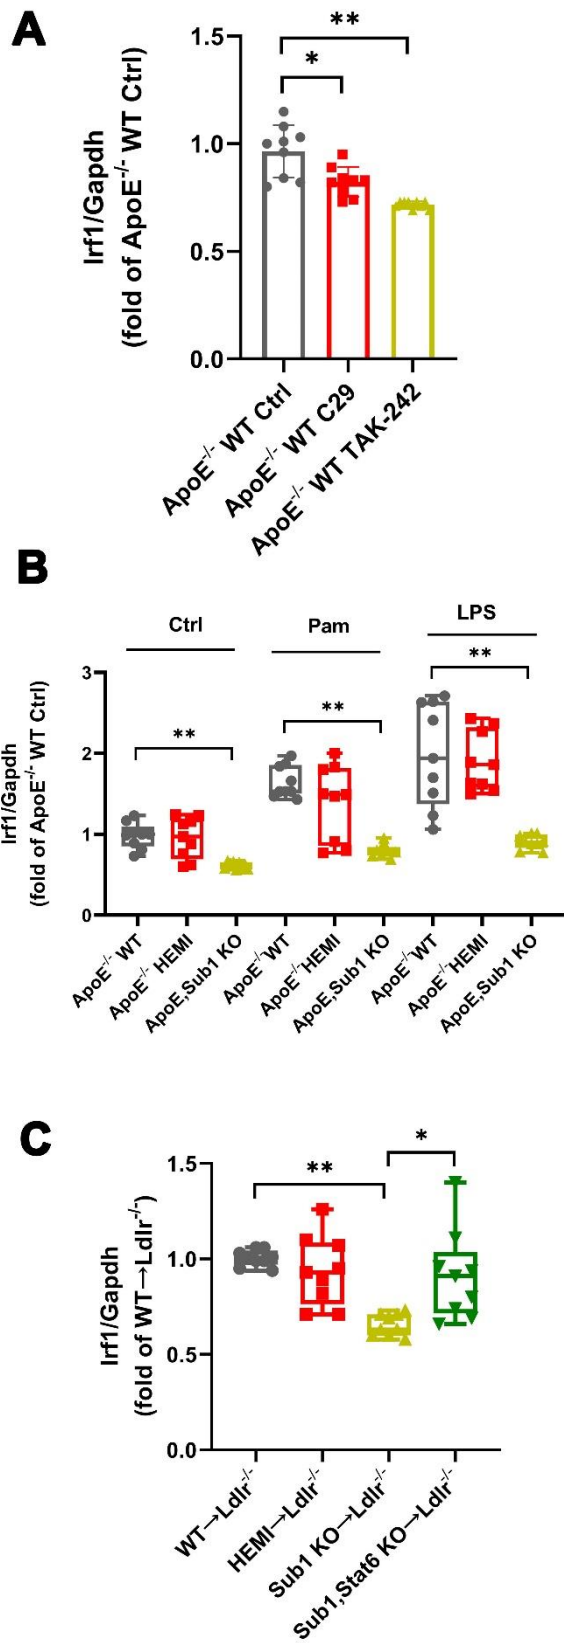 A
Irf1/Gapdh
(fold of ApoE-/- WT Ctrl)
1.5
1.0
0.5
0.0
**
*
ApoE-/- WT Ctrl
ApoE-/- WT C29
ApoE-/- WT TAK-242
B
Ctrl
Pam
LPS
Irf1/Gapdh
(fold of ApoE-/- WT Ctrl)
3
2
1
0
**
**
**
ApoE-/- WT
ApoE-/- HEMI
ApoE,Sub1 KO
ApoE-/- WT
ApoE-/- HEMI
ApoE,Sub1 KO
ApoE-/- WT
ApoE-/- HEMI
ApoE,Sub1 KO
C
Irf1/Gapdh
(fold of WT→Ldlr-/-)
1.5
1.0
0.5
0.0
**
*
WT→Ldlr-/-
HEMI→Ldlr-/-
Sub1 KO→Ldlr-/-
Sub1,Stat6 KO→Ldlr-/-